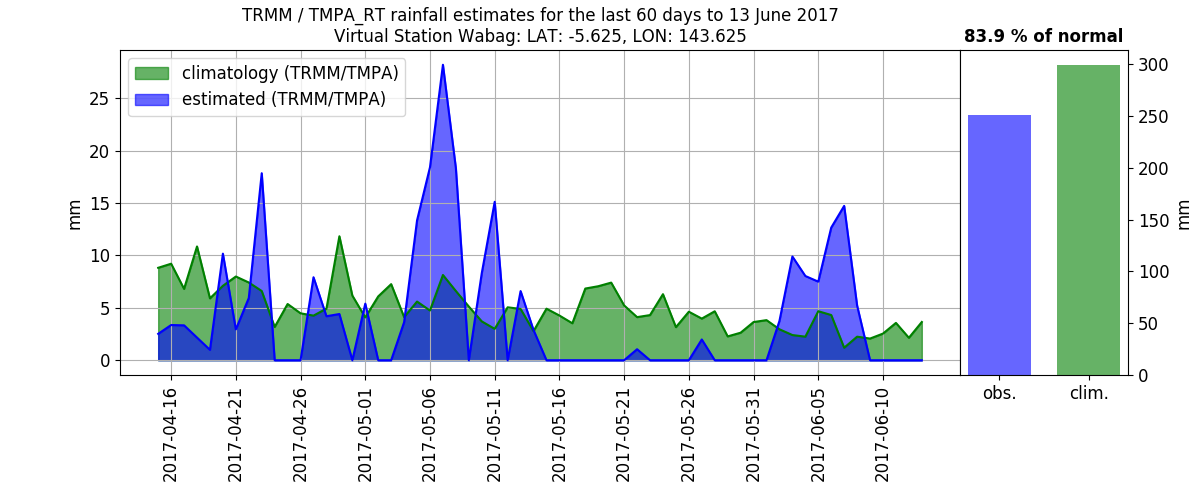 TRMM / TMPA_RT rainfall estimates for the last 60 days to 13 June 2017
Virtual Station Wabag: LAT: -5.625, LON: 143.625
83.9 % of normal
climatology (TRMM/TMPA)
estimated (TRMM/TMPA)
mm
25
20
15
10
5
0
2017-04-16
2017-04-21
2017-04-26
2017-05-01
2017-05-06
2017-05-11
2017-05-16
2017-05-21
2017-05-26
2017-05-31
2017-06-05
2017-06-10
300
250
200
150
100
50
0
mm
obs.
clim.